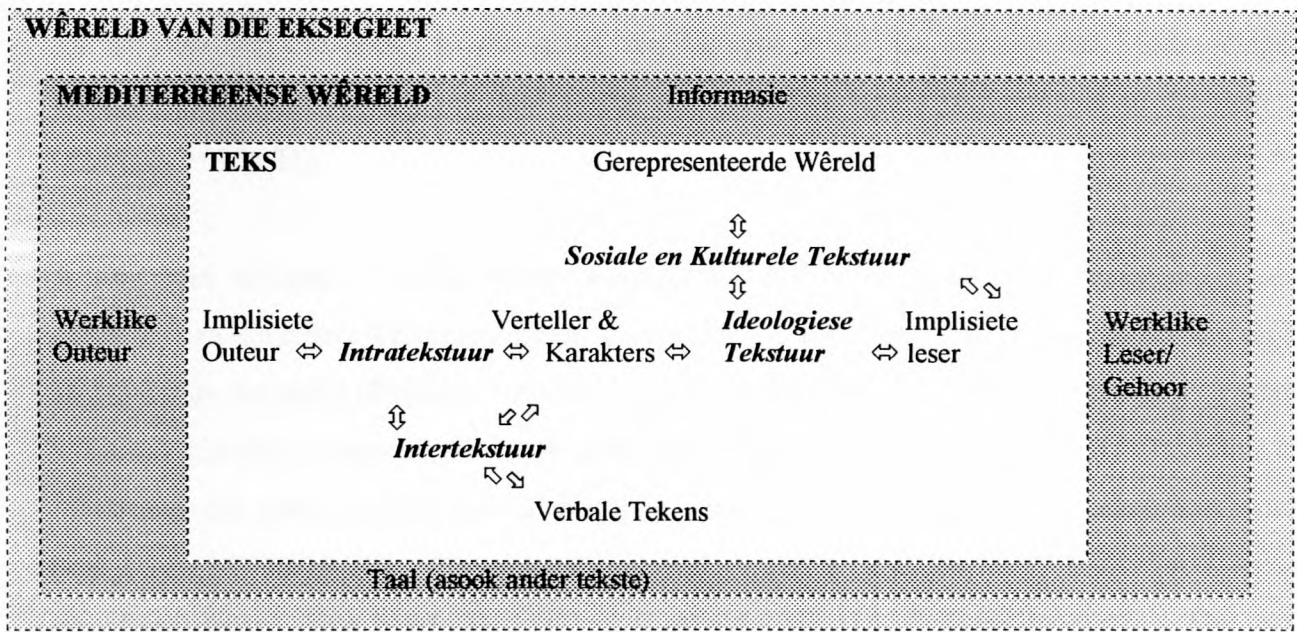 WÊRELD VAN DIE EKSEGEET
MEDITERREENSE WÊRELD Informasie
TEKS Gerepresenteerde Wêreld
⇕
Sosiale en Kulturele Tekstuur
⇕ ⇖⇘
Werklike Implisiete Verteller & Ideologiese Implisiete Werklike
Outeur Outeur ⇔ Intratekstuur ⇔ Karakters ⇔ Tekstuur ⇔ leser Leser/
Gehoor
⇕ ⇙⇗
Intertekstuur
⇖⇘
Verbale Tekens
Taal (asook ander tekste)